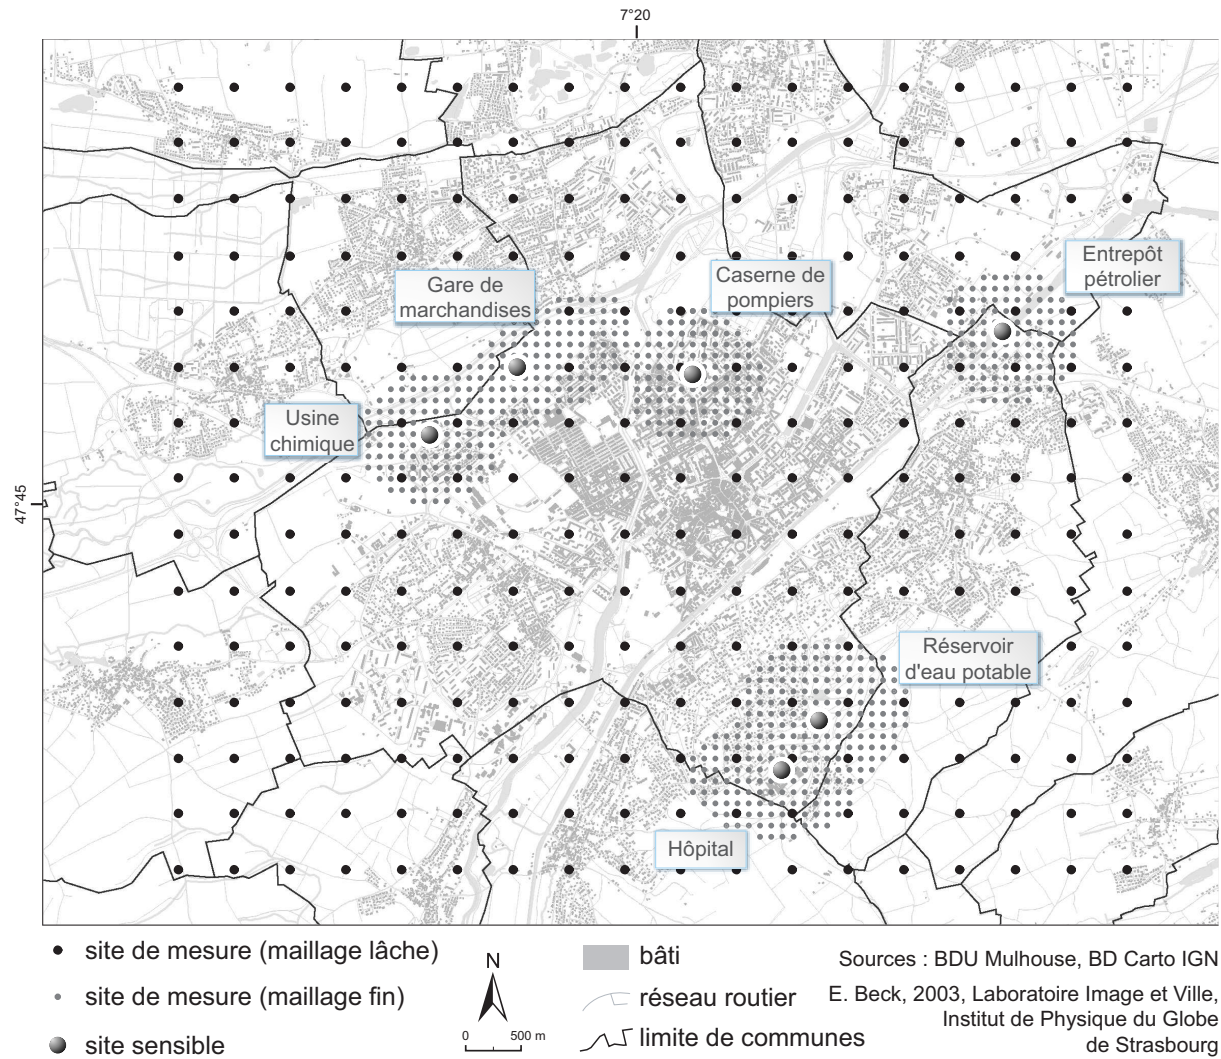 7°20
Entrepôt
pétrolier
Caserne de
pompiers
Gare de
marchandises
Usine
chimique
47°45
Réservoir
d'eau potable
Hôpital
site de mesure (maillage lâche)
site de mesure (maillage fin)
site sensible
N
0 500 m
bâti
réseau routier
limite de communes
Sources : BDU Mulhouse, BD Carto IGN
E. Beck, 2003, Laboratoire Image et Ville,
Institut de Physique du Globe
de Strasbourg